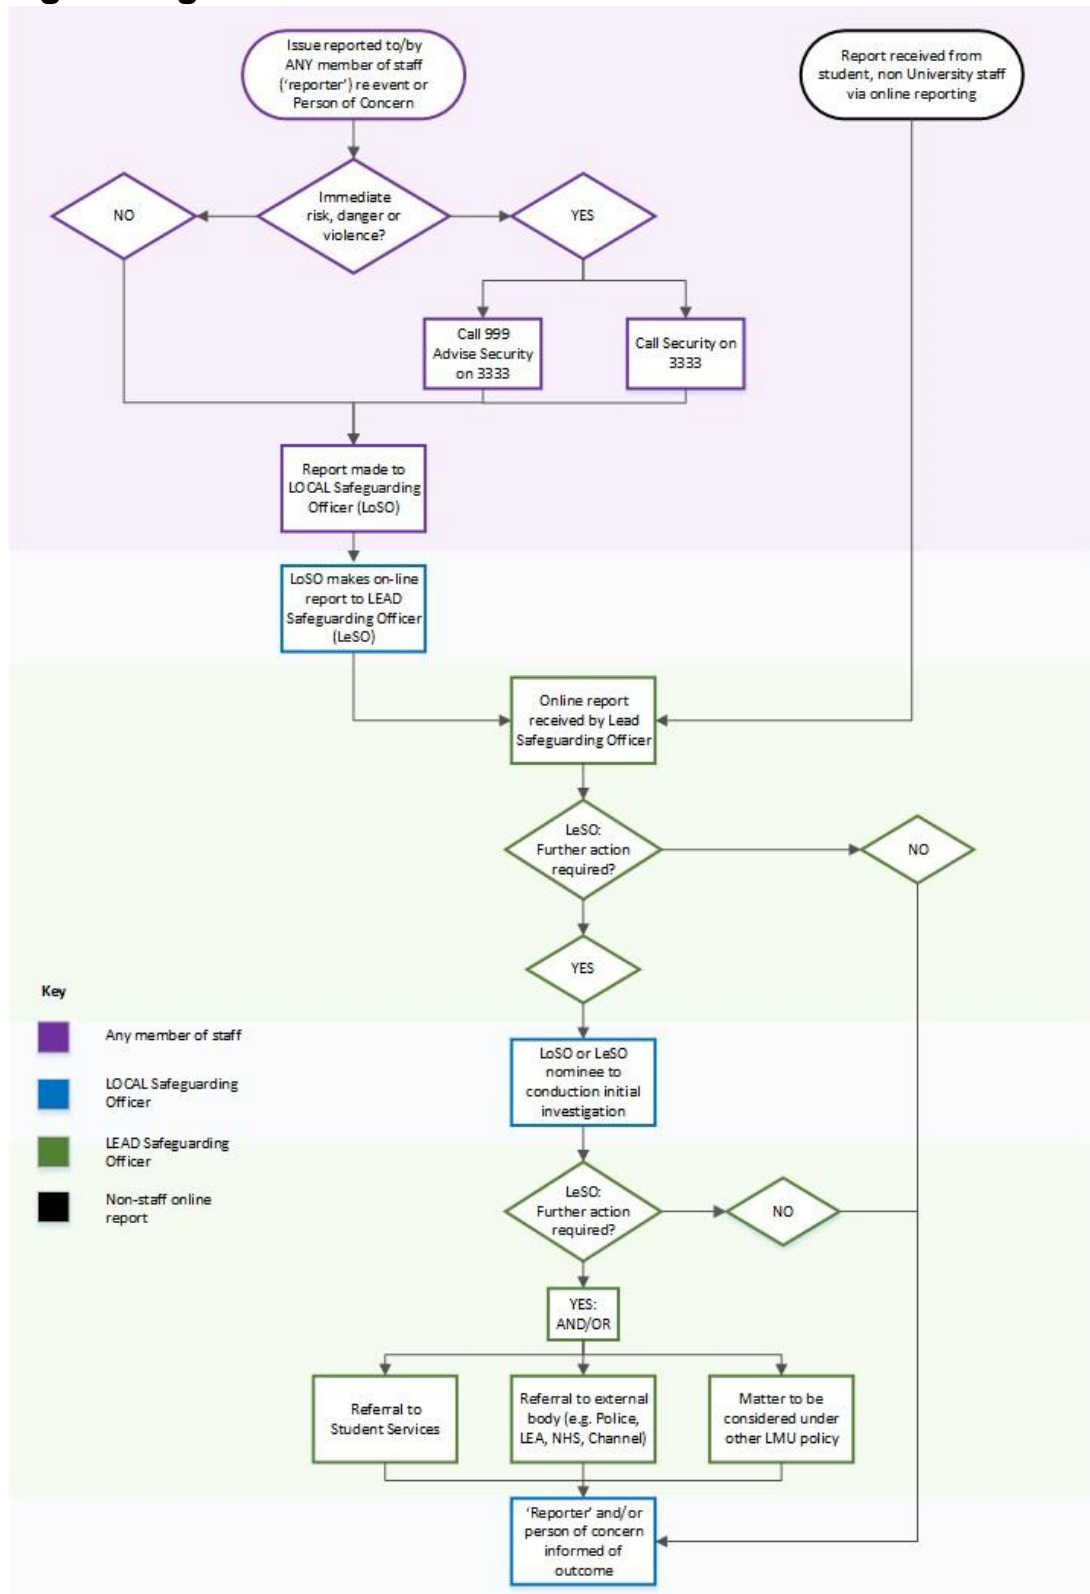 Issue reported to/by
ANY member of staff
('reporter') re event or
Person of Concern
Report received from
student, non University staff
via online reporting
NO
Immediate
risk, danger or
violence?
YES
Call 999
Advise Security
on 3333
Call Security on
3333
Report made to
LOCAL Safeguarding
Officer (LoSO)
LoSO makes on-line
report to LEAD
Safeguarding Officer
(LeSO)
Online report
received by Lead
Safeguarding Officer
LeSO:
Further action
required?
NO
YES
Key
Any member of staff
LOCAL Safeguarding
Officer
LEAD Safeguarding
Officer
Non-staff online
report
LoSO or LeSO
nominee to
conduction initial
investigation
LeSO:
Further action
required?
NO
YES:
AND/OR
Referral to
Student Services
Referral to external
body (e.g. Police,
LEA, NHS, Channel)
Matter to be
considered under
other LMU policy
'Reporter' and/or
person of concern
informed of
outcome